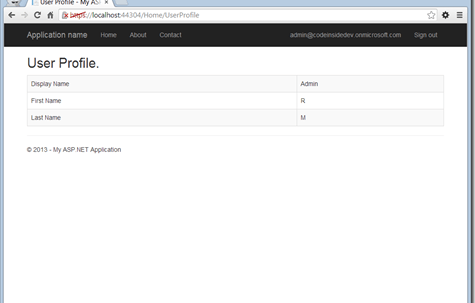 User Profile - My ASP
https://localhost:44304/Home/UserProfile
Application name Home About Contact admin@codeinsidedev.onmicrosoft.com Sign out
User Profile.
Display Name Admin
First Name R
Last Name M
© 2013 - My ASP.NET Application